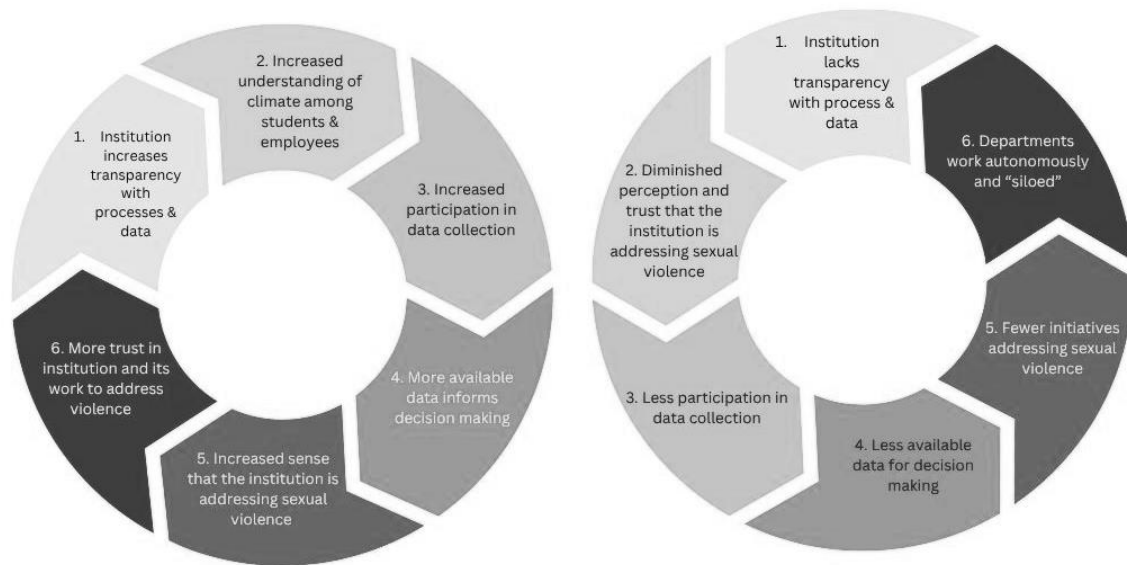 1. Institution
increases
transparency
with
processes &
data
2. Increased
understanding of
climate among
students &
employees
3. Increased
participation in
data collection
4. More available
data informs
decision making
5. Increased sense
that the institution is
addressing sexual
violence
6. More trust in
institution and its
work to address
violence
1. Institution
lacks
transparency
with process &
data
2. Diminished
perception and
trust that the
institution is
addressing sexual
violence
3. Less participation in
data collection
4. Less available
data for decision
making
5. Fewer initiatives
addressing sexual
violence
6. Departments
work autonomously
and “siloed”